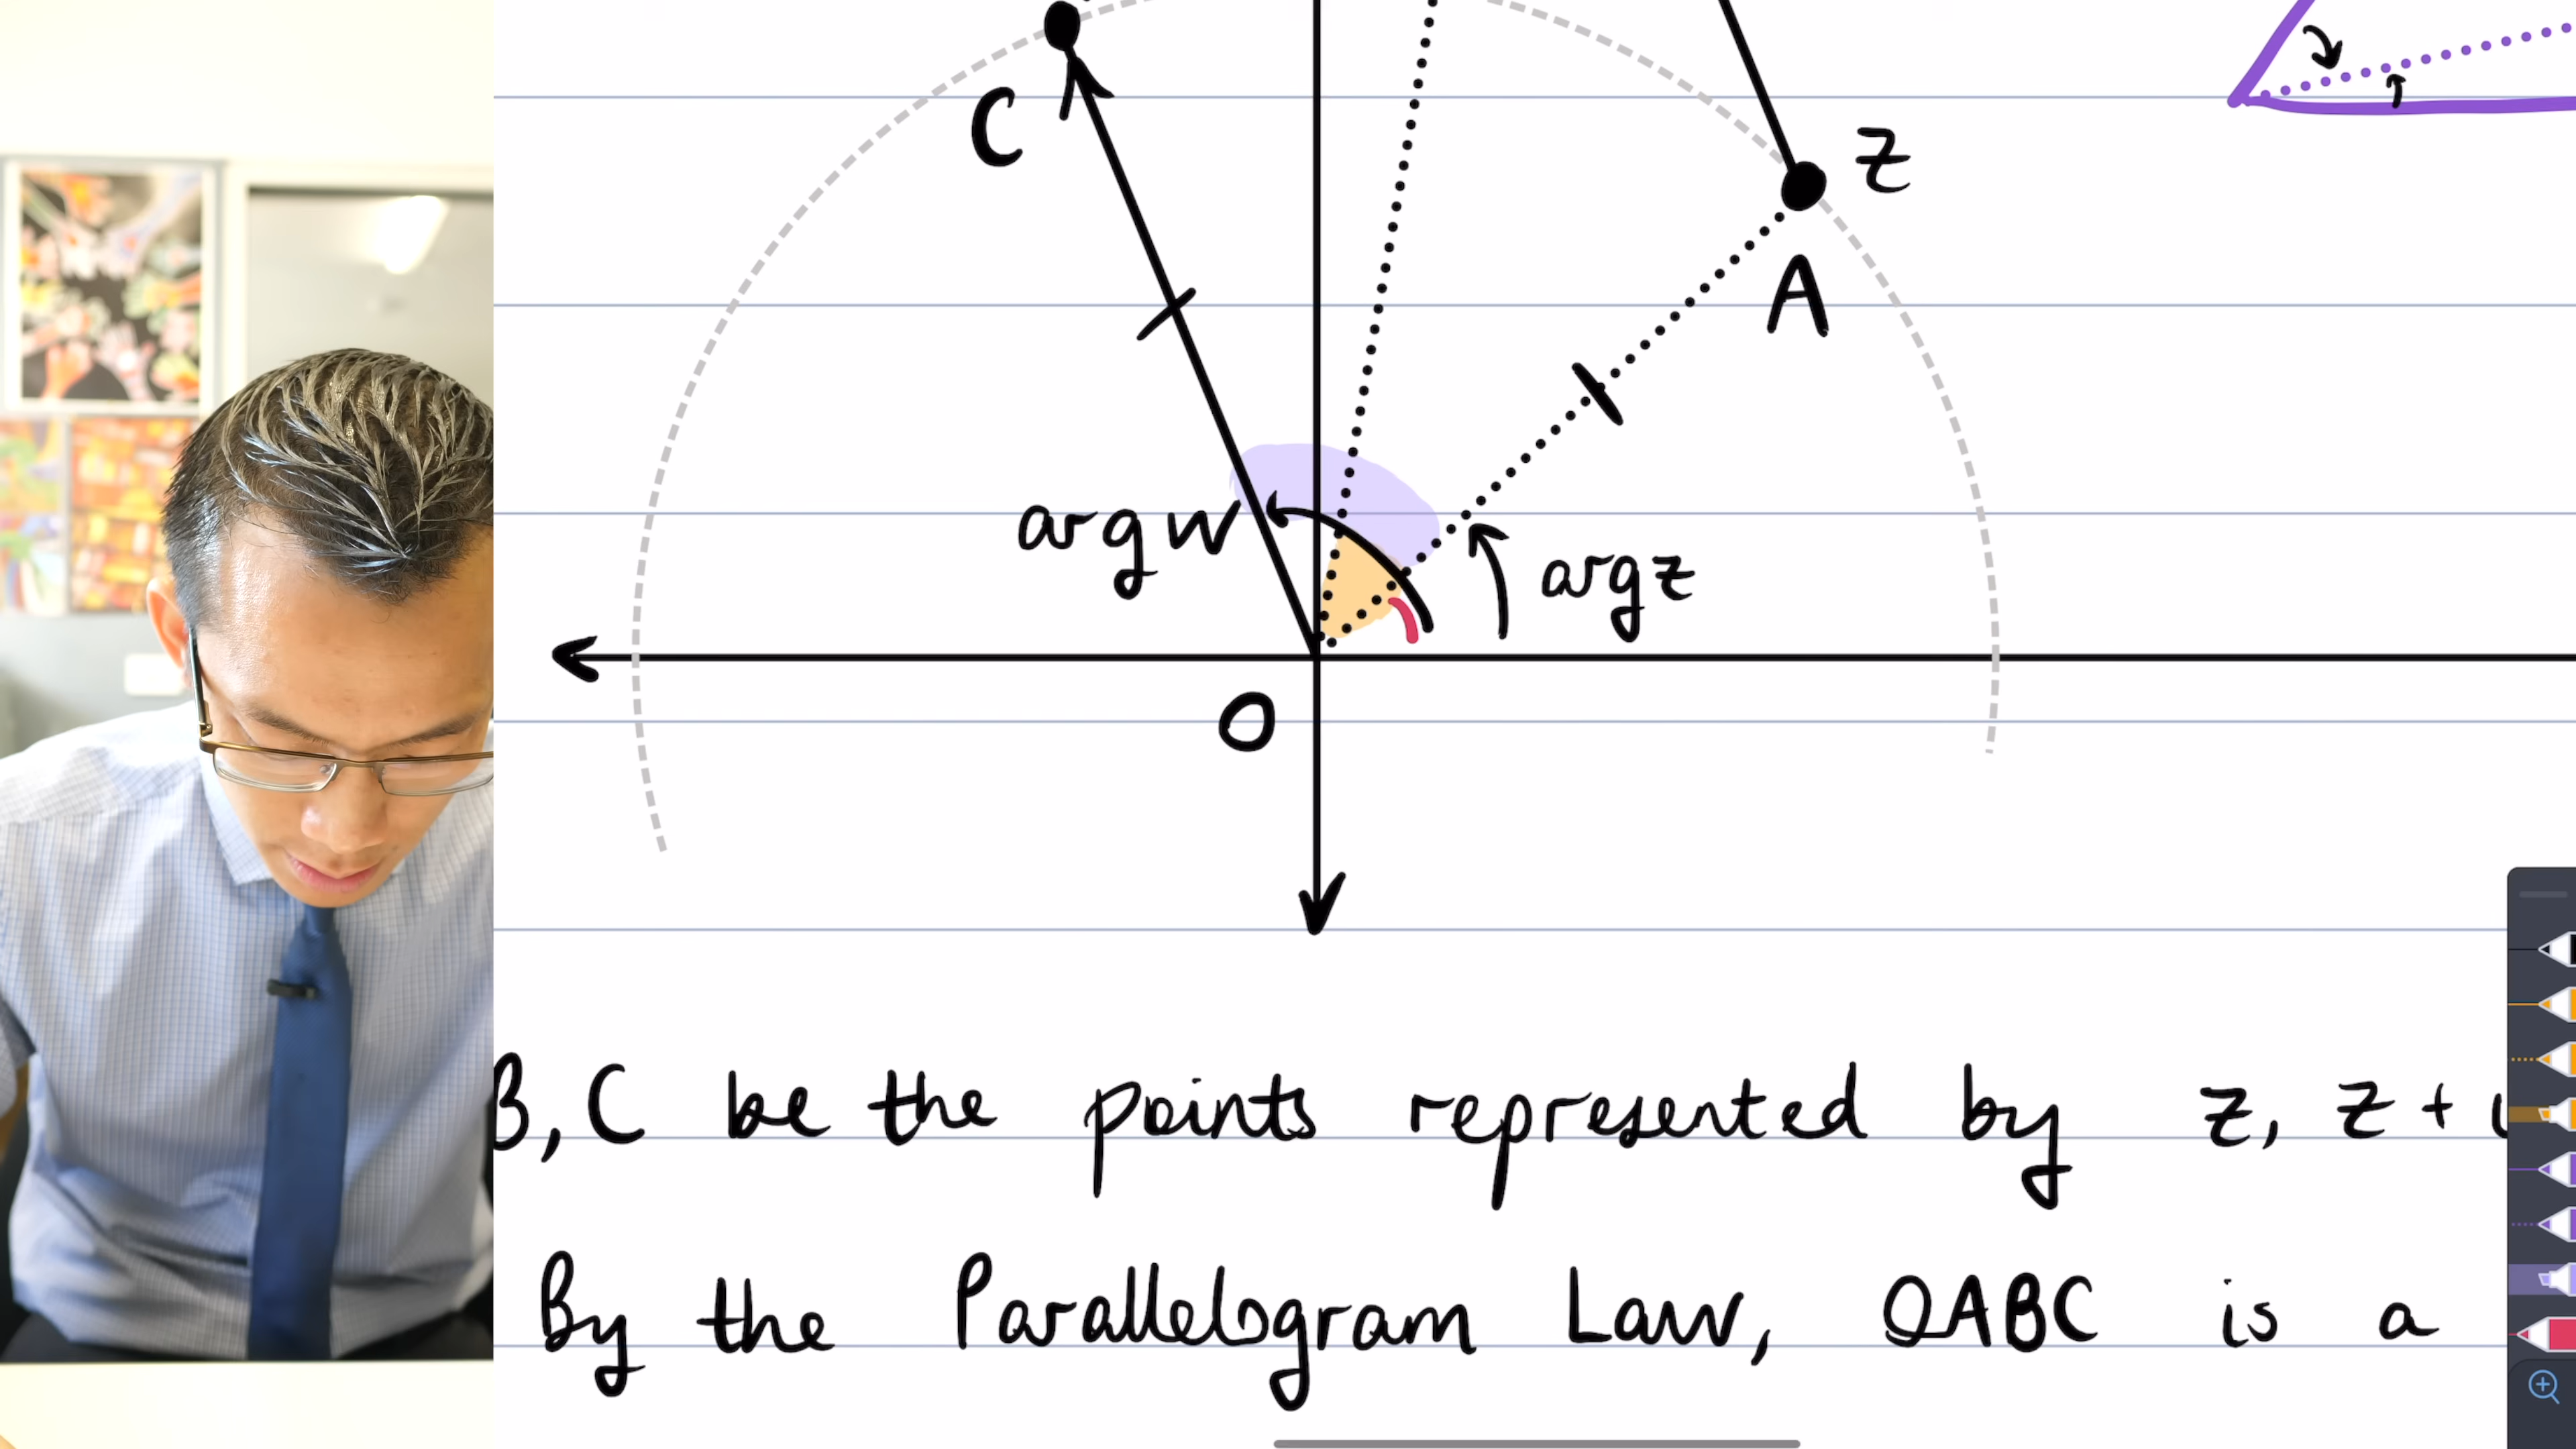 C
z
A
arg w
arg z
O
B, C be the points represented by z, z +
By the Parallelogram Law, OABC is a